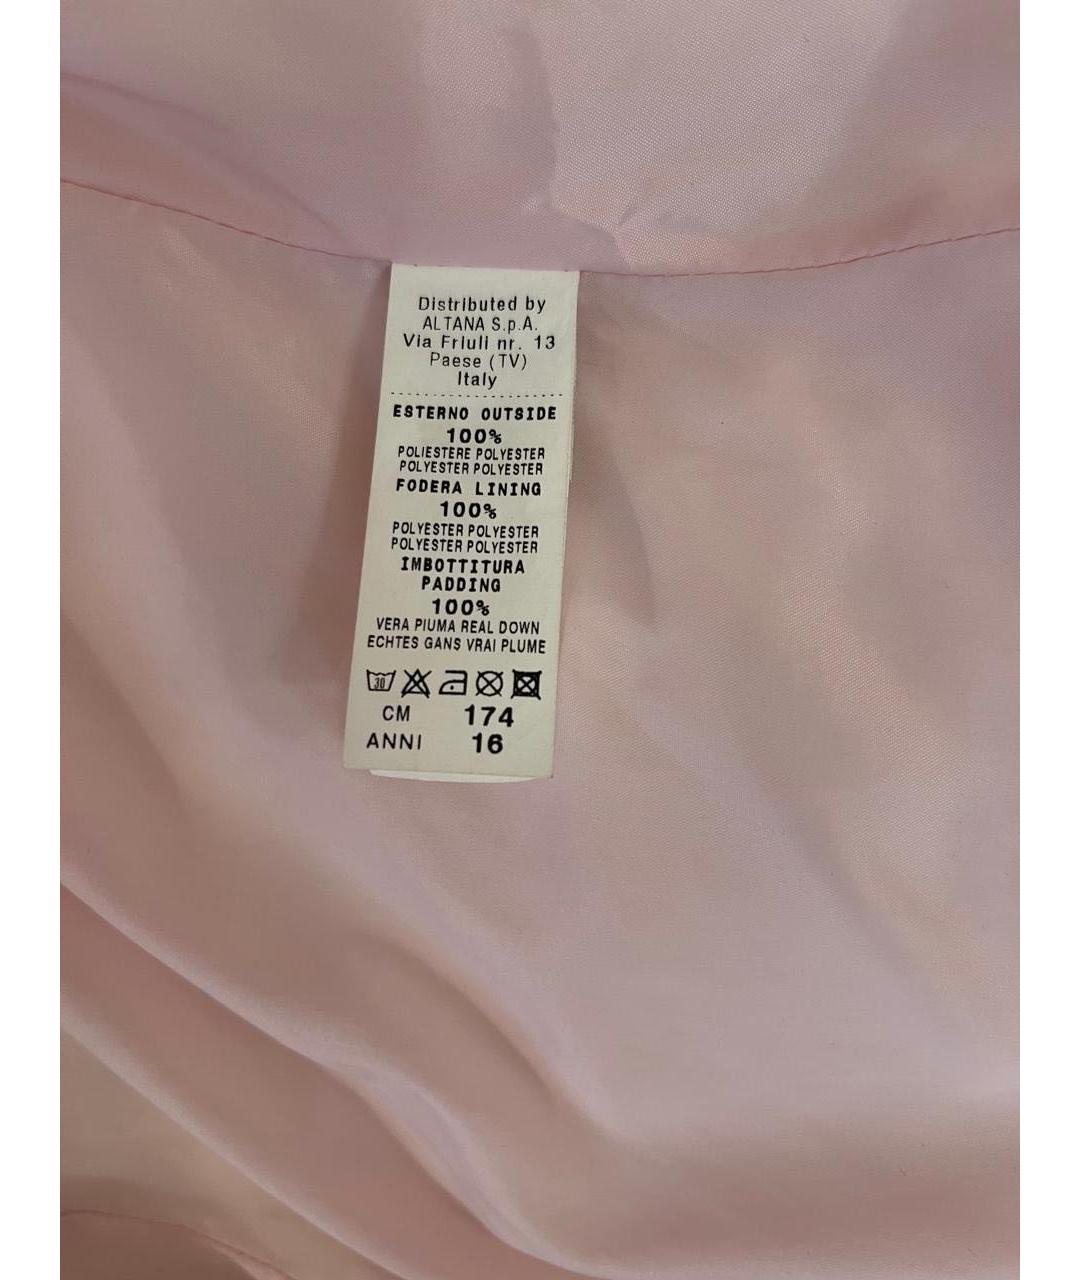 Distributed by
ALTANA S.p.A.
Via Friuli nr. 13
Paese (TV)
Italy
ESTERNO OUTSIDE
100%
POLIESTERE POLYESTER
POLYESTER POLYESTER
FODERA LINING
100%
POLYESTER POLYESTER
POLYESTER POLYESTER
IMBOTTITURA
PADDING
100%
VERA PIUMA REAL DOWN
ECHTES GANS VRAI PLUME
30
CM 174
ANNI 16